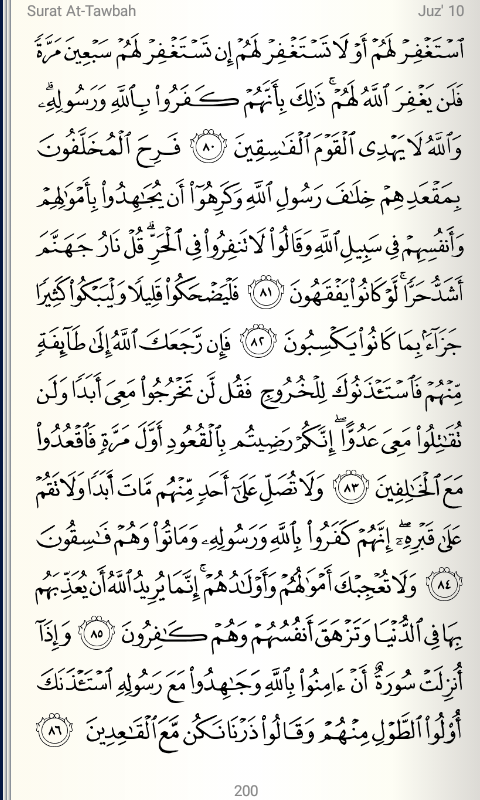 Surat At-Tawbah
Juz' 10
ٱسْتَغْفِرْ لَهُمْ أَوْ لَا تَسْتَغْفِرْ لَهُمْ إِن تَسْتَغْفِرْ لَهُمْ سَبْعِينَ مَرَّةً
فَلَن يَغْفِرَ ٱللَّهُ لَهُمْ ۚ ذَٰلِكَ بِأَنَّهُمْ كَفَرُوا۟ بِٱللَّهِ وَرَسُولِهِۦ ۗ
وَٱللَّهُ لَا يَهْدِى ٱلْقَوْمَ ٱلْفَـٰسِقِينَ ٨٠ فَرِحَ ٱلْمُخَلَّفُونَ
بِمَقْعَدِهِمْ خِلَـٰفَ رَسُولِ ٱللَّهِ وَكَرِهُوٓا۟ أَن يُجَـٰهِدُوا۟ بِأَمْوَٰلِهِمْ
وَأَنفُسِهِمْ فِى سَبِيلِ ٱللَّهِ وَقَالُوا۟ لَا تَنفِرُوا۟ فِى ٱلْحَرِّ ۗ قُلْ نَارُ جَهَنَّمَ
أَشَدُّ حَرًّا ۚ لَّوْ كَانُوا۟ يَفْقَهُونَ ٨١ فَلْيَضْحَكُوا۟ قَلِيلًا وَلْيَبْكُوا۟ كَثِيرًا
جَزَآءًۢ بِمَا كَانُوا۟ يَكْسِبُونَ ٨٢ فَإِن رَّجَعَكَ ٱللَّهُ إِلَىٰ طَآئِفَةٍ
مِّنْهُمْ فَٱسْتَـْٔذَنُوكَ لِلْخُرُوجِ فَقُل لَّن تَخْرُجُوا۟ مَعِىَ أَبَدًا وَلَن
تُقَـٰتِلُوا۟ مَعِىَ عَدُوًّا ۖ إِنَّكُمْ رَضِيتُم بِٱلْقُعُودِ أَوَّلَ مَرَّةٍ فَٱقْعُدُوا۟
مَعَ ٱلْخَـٰلِفِينَ ٨٣ وَلَا تُصَلِّ عَلَىٰٓ أَحَدٍ مِّنْهُم مَّاتَ أَبَدًا وَلَا تَقُمْ
عَلَىٰ قَبْرِهِۦٓ ۖ إِنَّهُمْ كَفَرُوا۟ بِٱللَّهِ وَرَسُولِهِۦ وَمَاتُوا۟ وَهُمْ فَـٰسِقُونَ
٨٤ وَلَا تُعْجِبْكَ أَمْوَٰلُهُمْ وَأَوْلَـٰدُهُمْ ۚ إِنَّمَا يُرِيدُ ٱللَّهُ أَن يُعَذِّبَهُم
بِهَا فِى ٱلدُّنْيَا وَتَزْهَقَ أَنفُسُهُمْ وَهُمْ كَـٰفِرُونَ ٨٥ وَإِذَآ
أُنزِلَتْ سُورَةٌ أَنْ ءَامِنُوا۟ بِٱللَّهِ وَجَـٰهِدُوا۟ مَعَ رَسُولِهِ ٱسْتَـْٔذَنَكَ
أُو۟لُوا۟ ٱلطَّوْلِ مِنْهُمْ وَقَالُوا۟ ذَرْنَا نَكُن مَّعَ ٱلْقَـٰعِدِينَ ٨٦
200